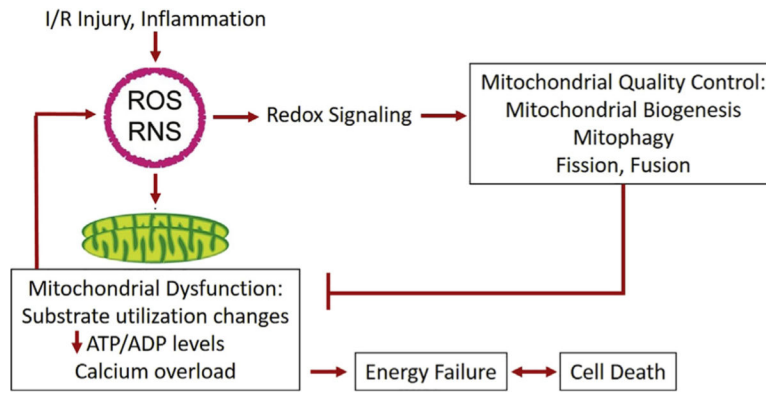 I/R Injury, Inflammation
ROS
RNS
Redox Signaling
Mitochondrial Quality Control:
Mitochondrial Biogenesis
Mitophagy
Fission, Fusion
Mitochondrial Dysfunction:
Substrate utilization changes
ATP/ADP levels
Calcium overload
Energy Failure
Cell Death